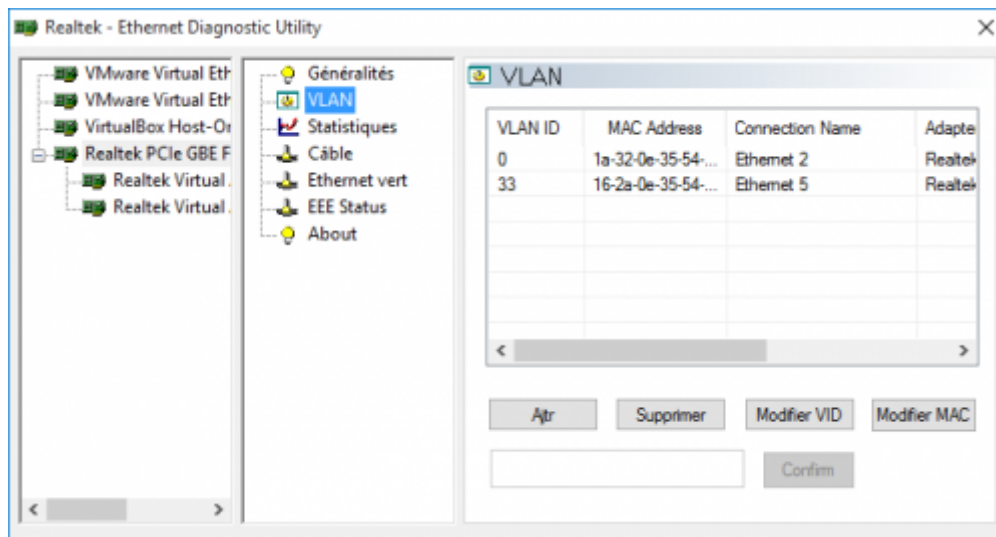 Realtek - Ethernet Diagnostic Utility
VMware Virtual Eth
VMware Virtual Eth
VirtualBox Host-On
Realtek PCIe GBE F
Realtek Virtual
Realtek Virtual
Généralités
VLAN
Statistiques
Câble
Ethernet vert
EEE Status
About
VLAN
VLAN ID MAC Address Connection Name Adapte
0 1a-32-0e-35-54-... Ethernet 2 Realtek
33 16-2a-0e-35-54-... Ethernet 5 Realtek
Ajtr Supprimer Modifier VID Modifier MAC
Confirm